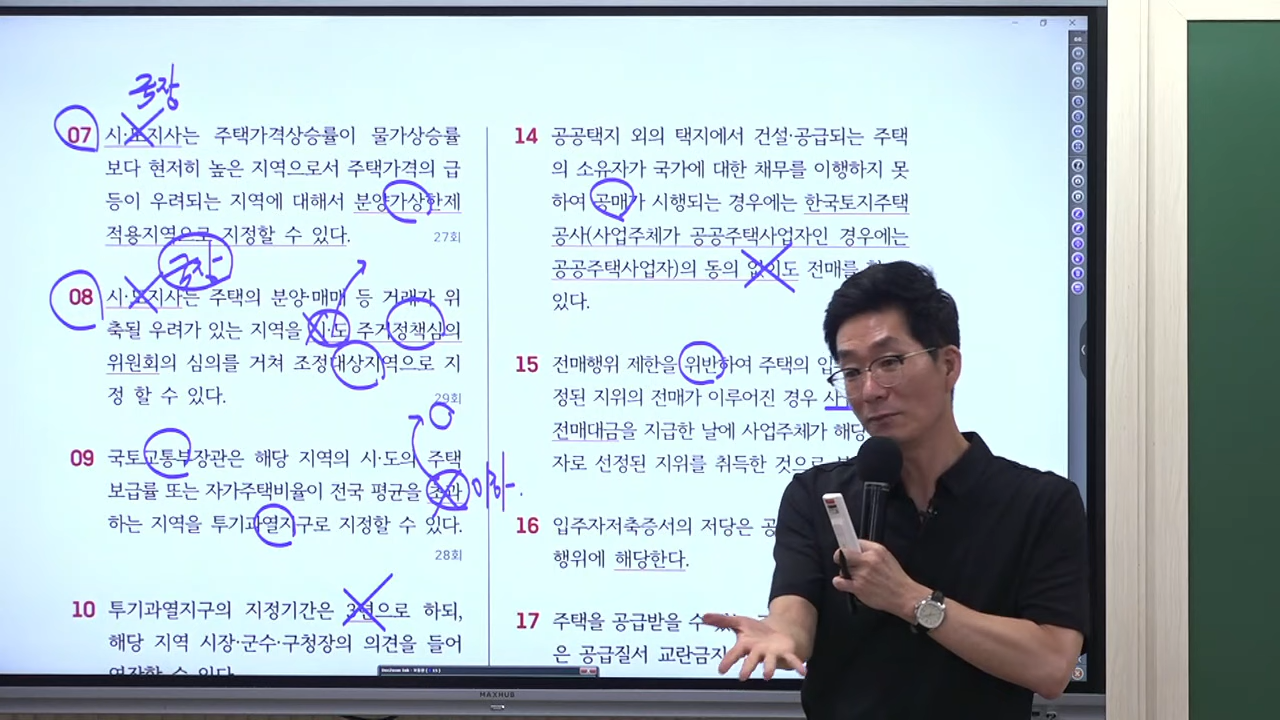 국장
07 시·도지사는 주택가격상승률이 물가상승률
보다 현저히 높은 지역으로서 주택가격의 급
등이 우려되는 지역에 대해서 분양가상한제
적용지역으로 지정할 수 있다. 27회
국장
08 시·도지사는 주택의 분양·매매 등 거래가 위
축될 우려가 있는 지역을 시·도 주거정책심의
위원회의 심의를 거쳐 조정대상지역으로 지
정 할 수 있다. 29회
09 국토교통부장관은 해당 지역의 시·도의 주택
보급률 또는 자가주택비율이 전국 평균을 초과 이하.
하는 지역을 투기과열지구로 지정할 수 있다.
28회
10 투기과열지구의 지정기간은 3년으로 하되,
해당 지역 시장·군수·구청장의 의견을 들어
연장할 수 있다.
14 공공택지 외의 택지에서 건설·공급되는 주택
의 소유자가 국가에 대한 채무를 이행하지 못
하여 공매가 시행되는 경우에는 한국토지주택
공사(사업주체가 공공주택사업자인 경우에는
공공주택사업자)의 동의 없이도 전매를
있다.
15 전매행위 제한을 위반하여 주택의
정된 지위의 전매가 이루어진 경우
전매대금을 지급한 날에 사업주체가 해당
자로 선정된 지위를 취득한 것으로
16 입주자저축증서의 저당은
행위에 해당한다.
17 주택을 공급받을 수
은 공급질서 교란금지
MAXHUB